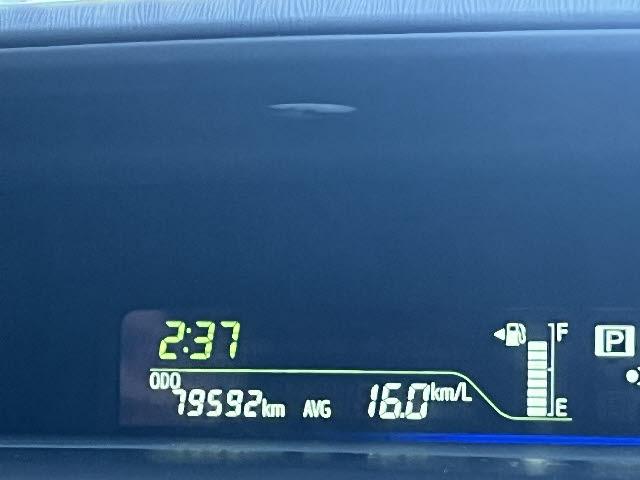 2:37
F
P
ODO
79592km AVG 16.0km/L
E